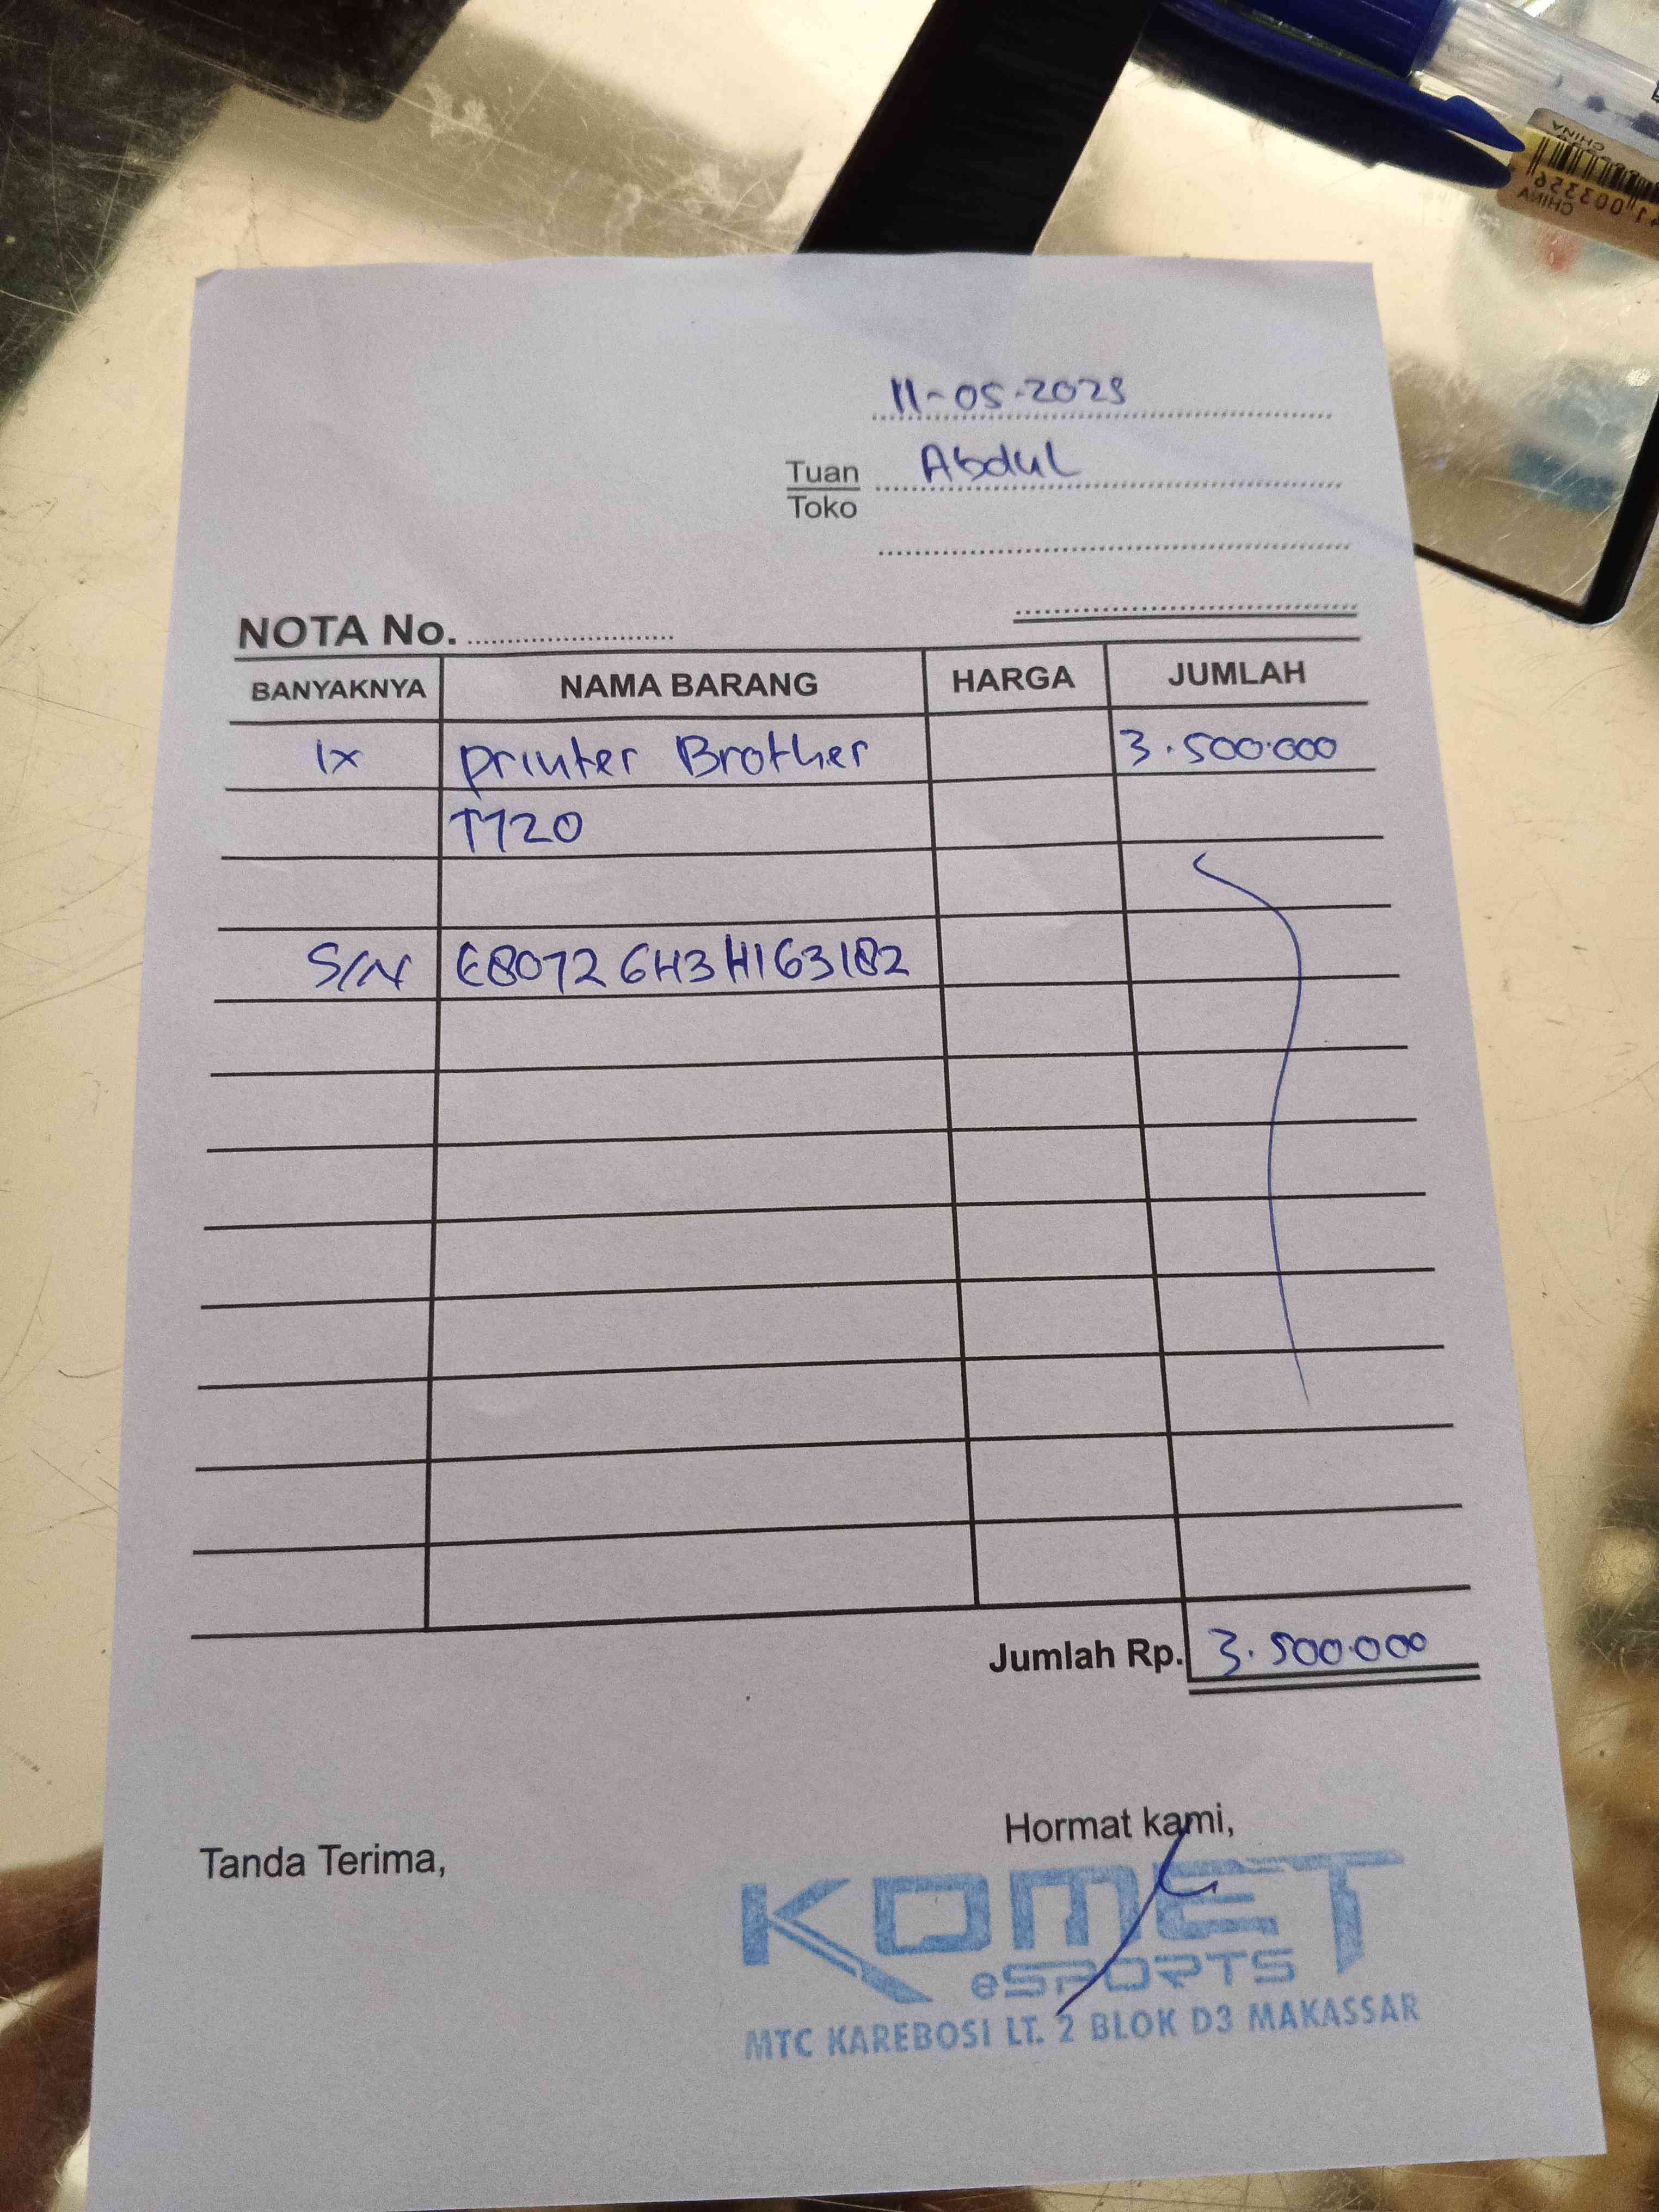 11-05-2023
Tuan Abdul
Toko
NOTA No.
BANYAKNYA NAMA BARANG HARGA JUMLAH
1x printer Brother 3.500.000
T720
S/N E80726H3H163182
Jumlah Rp. 3.500.000
Tanda Terima,
Hormat kami,
KOMET
eSPORTS
MTC KAREBOSI LT. 2 BLOK D3 MAKASSAR
CHINA
CHINA